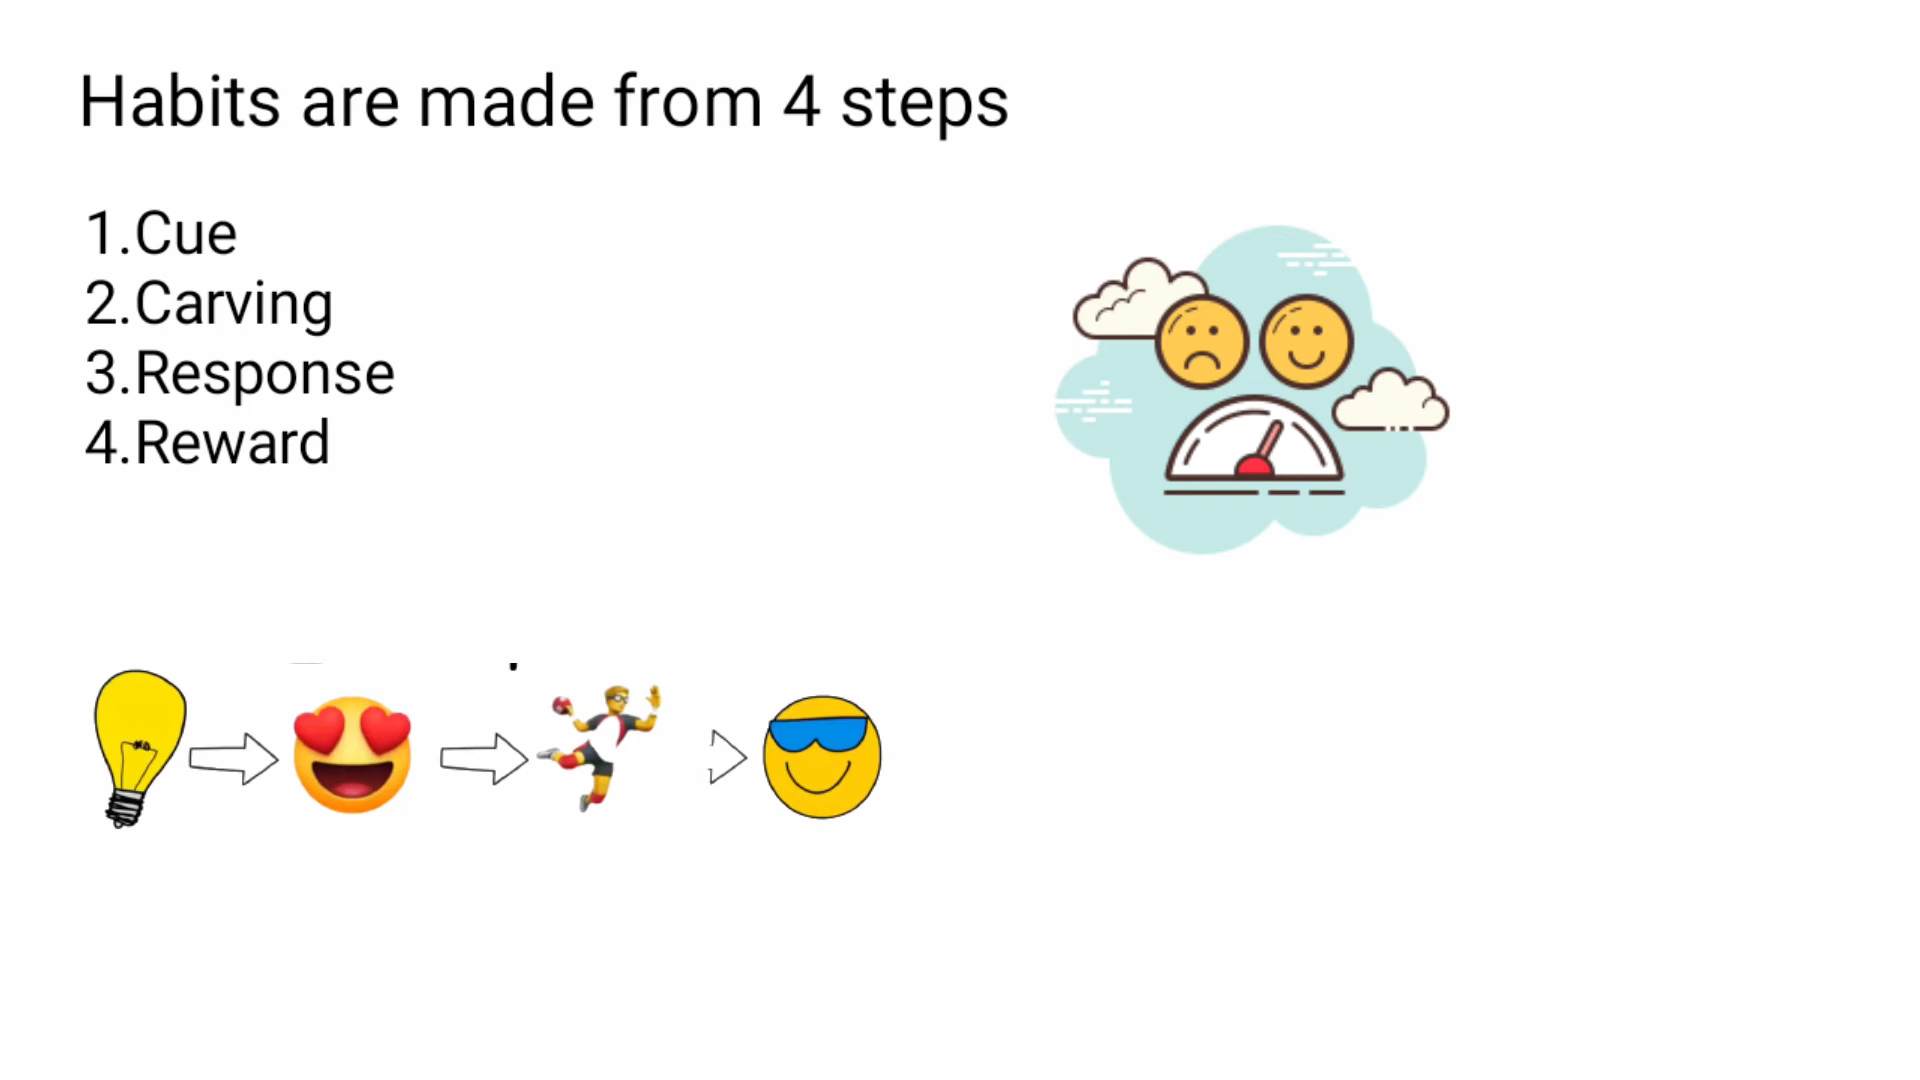 Habits are made from 4 steps
1.Cue
2.Carving
3.Response
4.Reward